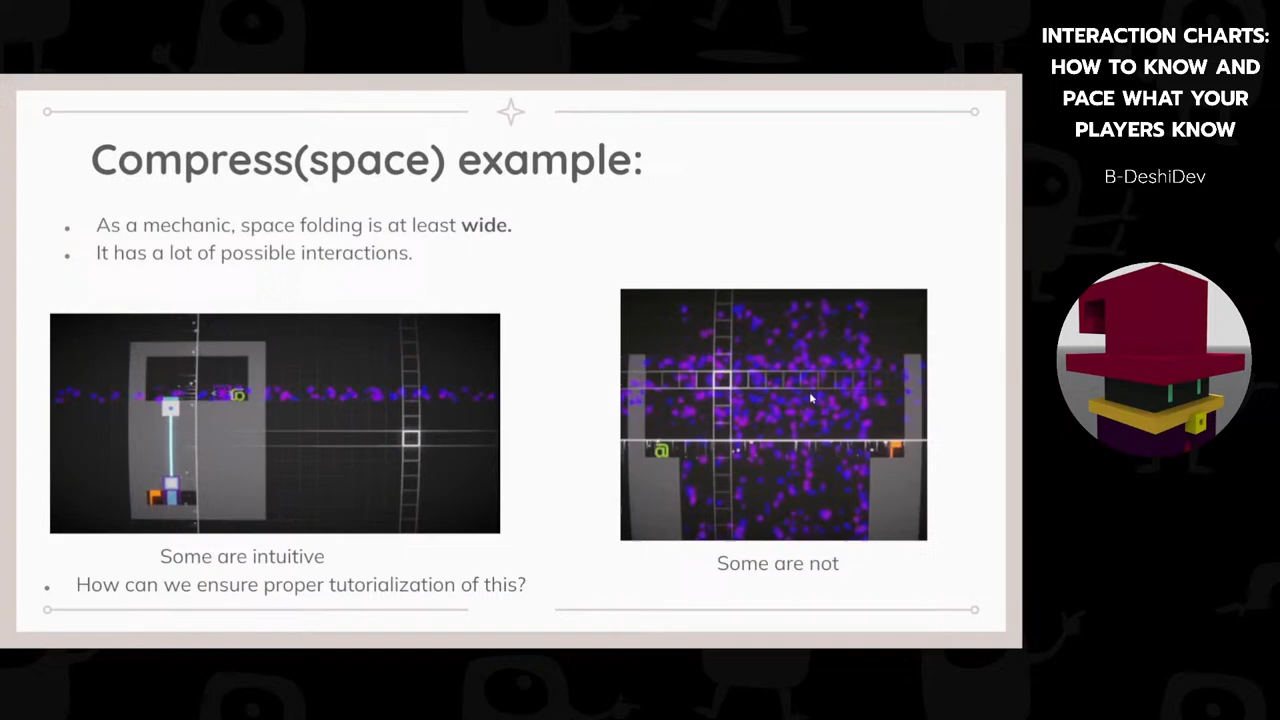 Compress(space) example:
As a mechanic, space folding is at least wide.
It has a lot of possible interactions.
@
@
Some are intuitive
Some are not
How can we ensure proper tutorialization of this?
INTERACTION CHARTS:
HOW TO KNOW AND
PACE WHAT YOUR
PLAYERS KNOW
B-DeshiDev